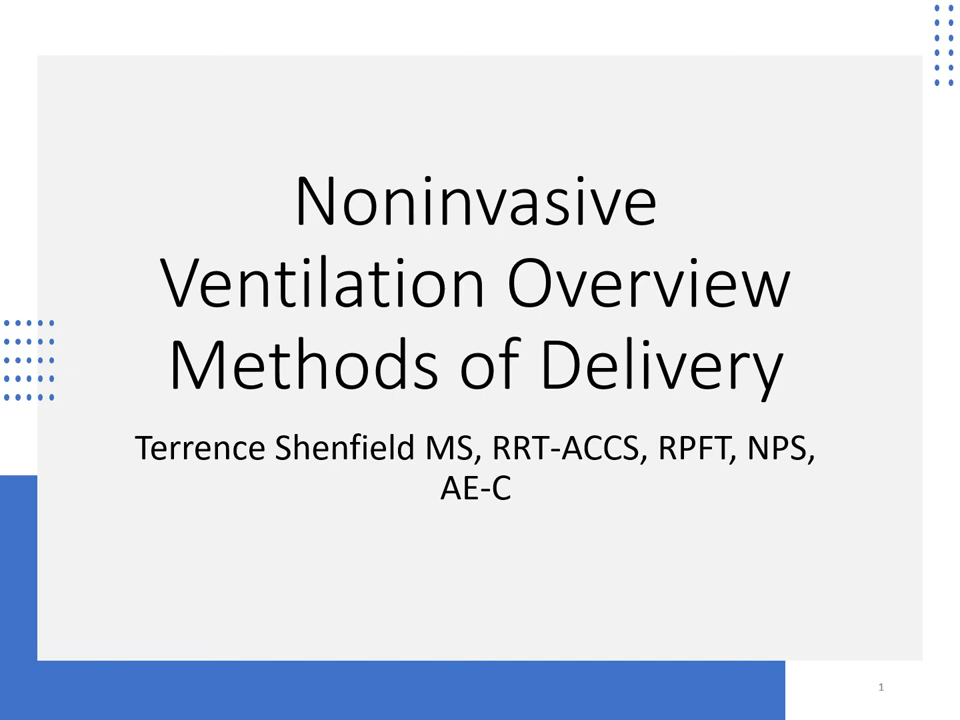 Noninvasive
Ventilation Overview
Methods of Delivery
Terrence Shenfield MS, RRT-ACCS, RPFT, NPS,
AE-C
1